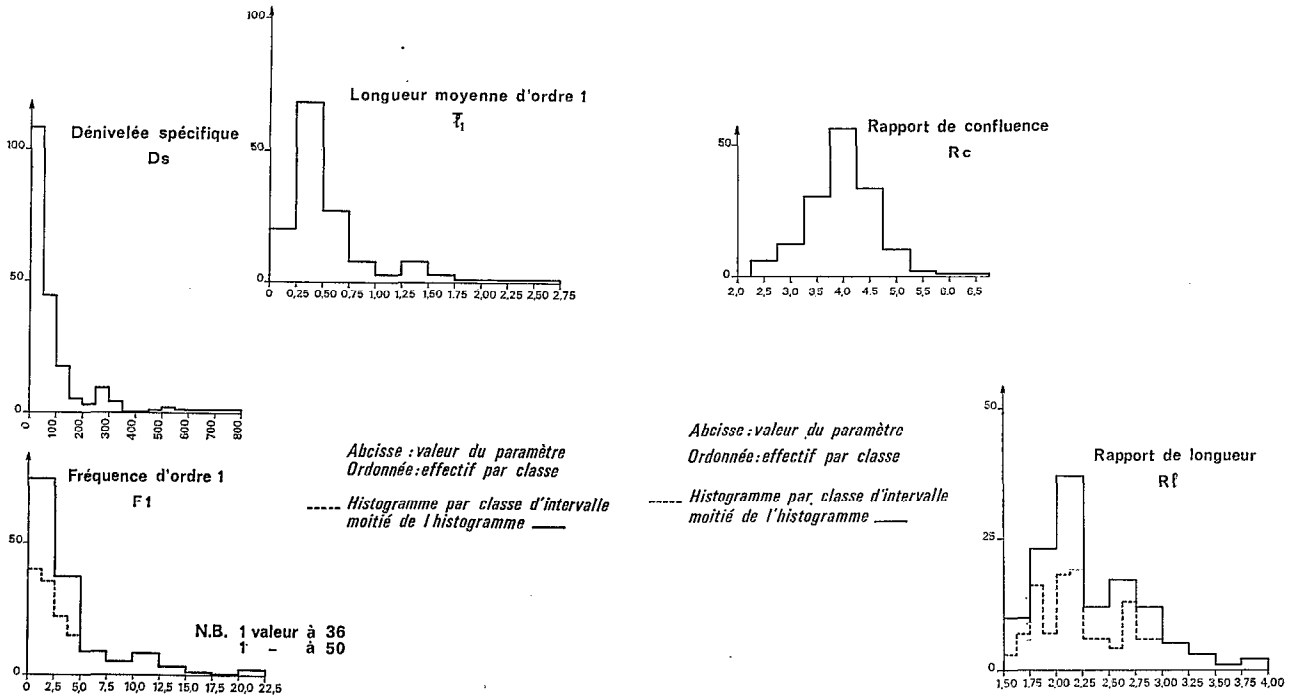 Dénivelée spécifique
Ds
100
50
0
0 100 200 300 400 500 600 700 800
Longueur moyenne d'ordre 1
l̄₁
100
50
0
0 0,25 0,50 0,75 1,00 1,25 1,50 1,75 2,00 2,25 2,50 2,75
Rapport de confluence
Rc
50
0
2,0 2,5 3,0 3,5 4,0 4,5 5,0 5,5 6,0 6,5
Fréquence d'ordre 1
F1
50
0
0 2,5 5,0 7,5 10,0 12,5 15,0 17,5 20,0 22,5
N.B. 1 valeur à 36
1 – à 50
Abcisse : valeur du paramètre
Ordonnée : effectif par classe
Histogramme par classe d'intervalle
moitié de l'histogramme
Abcisse : valeur du paramètre
Ordonnée : effectif par classe
Histogramme par classe d'intervalle
moitié de l'histogramme
Rapport de longueur
Rℓ
50
25
0
1,50 1,75 2,00 2,25 2,50 2,75 3,00 3,25 3,50 3,75 4,00